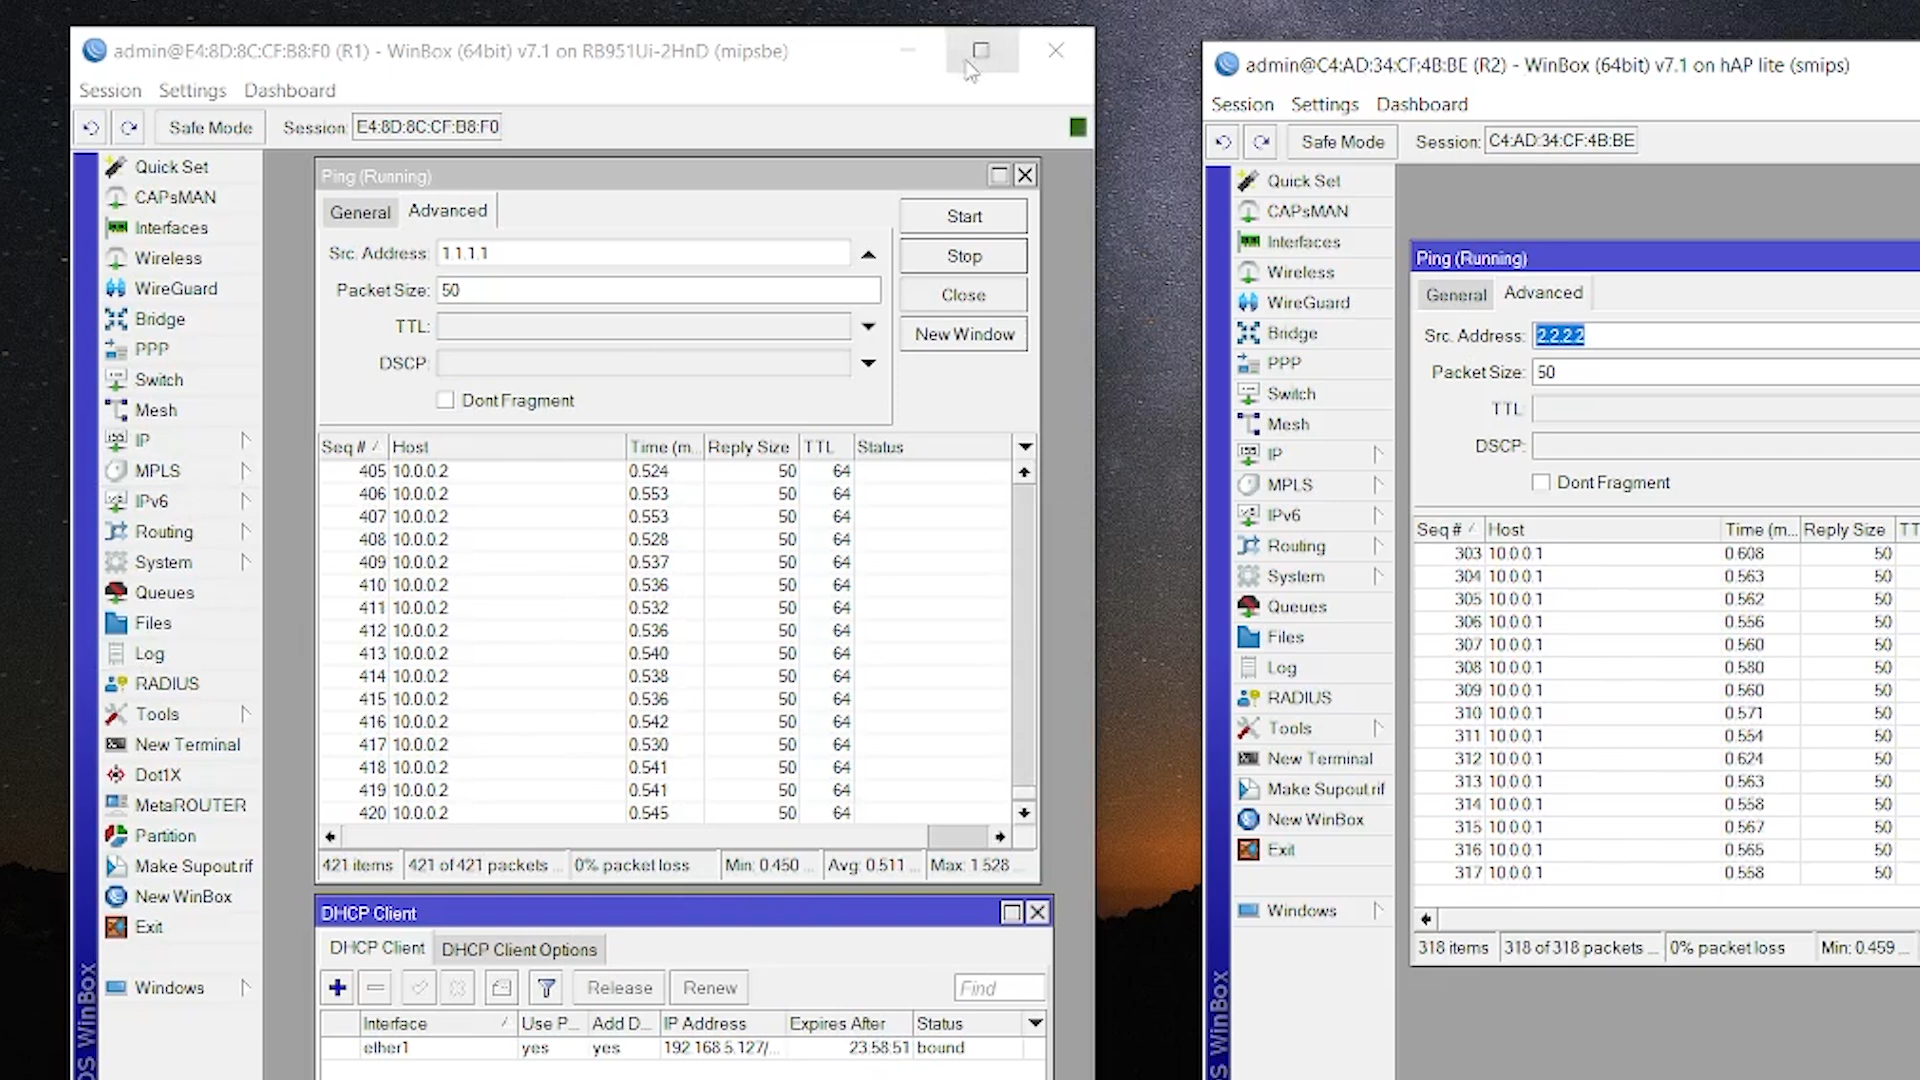 admin@E4:8D:8C:CF:B8:F0 (R1) - WinBox (64bit) v7.1 on RB951Ui-2HnD (mipsbe)
Session Settings Dashboard
Safe Mode Session: E4:8D:8C:CF:B8:F0
Quick Set
CAPsMAN
Interfaces
Wireless
WireGuard
Bridge
PPP
Switch
Mesh
IP
MPLS
IPv6
Routing
System
Queues
Files
Log
RADIUS
Tools
New Terminal
Dot1X
MetaROUTER
Partition
Make Supout.rif
New WinBox
Exit
Windows
OS WinBox
Ping (Running)
General Advanced
Src. Address: 1.1.1.1
Packet Size: 50
TTL:
DSCP:
Dont Fragment
Start
Stop
Close
New Window
Seq # Host Time (m... Reply Size TTL Status
405 10.0.0.2 0.524 50 64
406 10.0.0.2 0.553 50 64
407 10.0.0.2 0.553 50 64
408 10.0.0.2 0.528 50 64
409 10.0.0.2 0.537 50 64
410 10.0.0.2 0.536 50 64
411 10.0.0.2 0.532 50 64
412 10.0.0.2 0.536 50 64
413 10.0.0.2 0.540 50 64
414 10.0.0.2 0.538 50 64
415 10.0.0.2 0.536 50 64
416 10.0.0.2 0.542 50 64
417 10.0.0.2 0.530 50 64
418 10.0.0.2 0.541 50 64
419 10.0.0.2 0.541 50 64
420 10.0.0.2 0.545 50 64
421 items 421 of 421 packets ... 0% packet loss Min: 0.450 ... Avg: 0.511 ... Max: 1.528 ...
DHCP Client
DHCP Client DHCP Client Options
Release Renew Find
Interface Use P... Add D... IP Address Expires After Status
ether1 yes yes 192.168.5.127/... 23:58:51 bound
admin@C4:AD:34:CF:4B:BE (R2) - WinBox (64bit) v7.1 on hAP lite (smips)
Session Settings Dashboard
Safe Mode Session: C4:AD:34:CF:4B:BE
Quick Set
CAPsMAN
Interfaces
Wireless
WireGuard
Bridge
PPP
Switch
Mesh
IP
MPLS
IPv6
Routing
System
Queues
Files
Log
RADIUS
Tools
New Terminal
Make Supout.rif
New WinBox
Exit
Windows
S WinBox
Ping (Running)
General Advanced
Src. Address: 2.2.2.2
Packet Size: 50
TTL:
DSCP:
Dont Fragment
Seq # Host Time (m... Reply Size TT
303 10.0.0.1 0.608 50
304 10.0.0.1 0.563 50
305 10.0.0.1 0.562 50
306 10.0.0.1 0.556 50
307 10.0.0.1 0.560 50
308 10.0.0.1 0.580 50
309 10.0.0.1 0.560 50
310 10.0.0.1 0.571 50
311 10.0.0.1 0.554 50
312 10.0.0.1 0.624 50
313 10.0.0.1 0.563 50
314 10.0.0.1 0.558 50
315 10.0.0.1 0.567 50
316 10.0.0.1 0.565 50
317 10.0.0.1 0.558 50
318 items 318 of 318 packets ... 0% packet loss Min: 0.459 ...